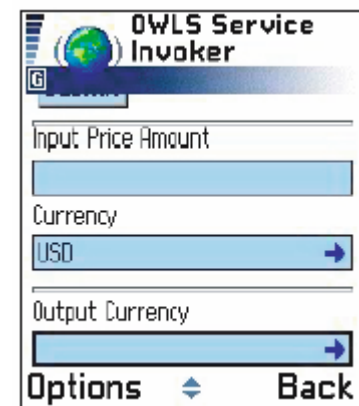 OWLS Service
Invoker
G
Input Price Amount
Currency
USD
Output Currency
Options Back